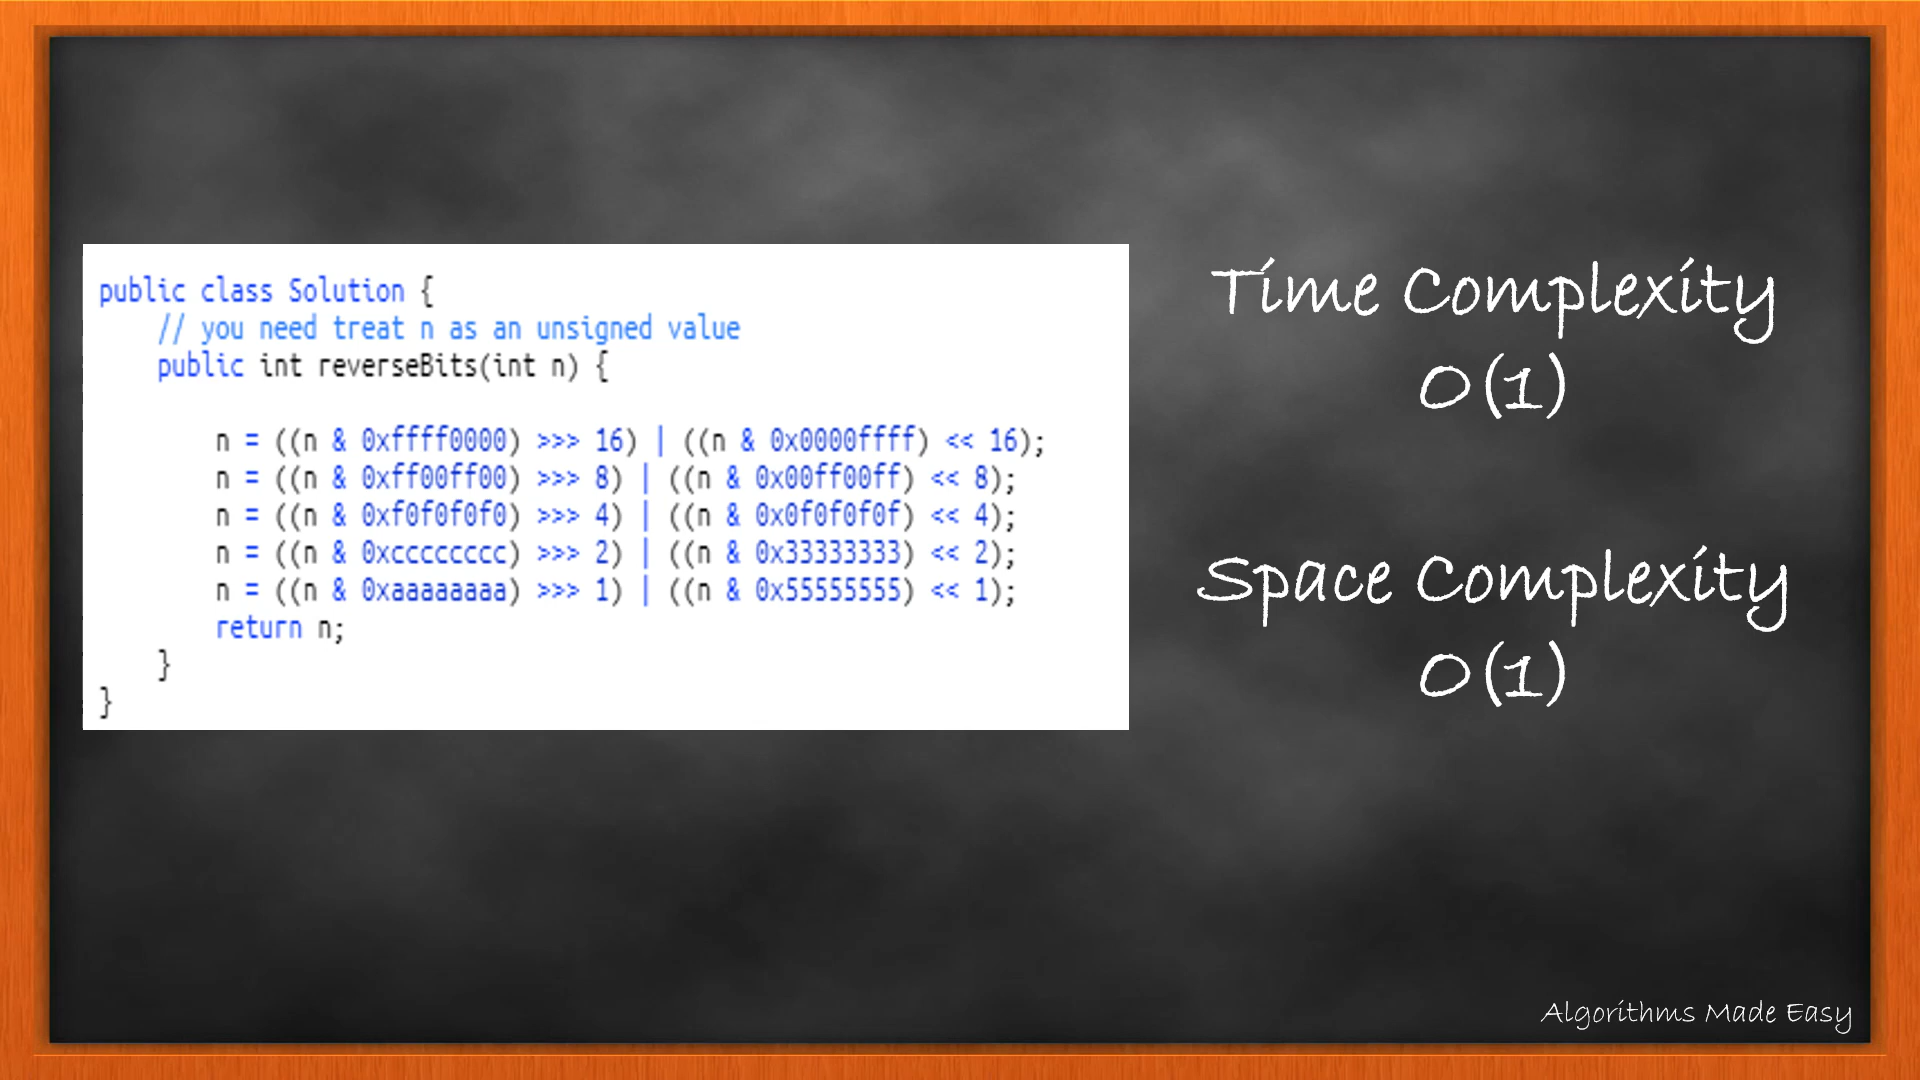 public class Solution {
// you need treat n as an unsigned value
public int reverseBits(int n) {
n = ((n & 0xffff0000) >>> 16) | ((n & 0x0000ffff) << 16);
n = ((n & 0xff00ff00) >>> 8) | ((n & 0x00ff00ff) << 8);
n = ((n & 0xf0f0f0f0) >>> 4) | ((n & 0x0f0f0f0f) << 4);
n = ((n & 0xcccccccc) >>> 2) | ((n & 0x33333333) << 2);
n = ((n & 0xaaaaaaaa) >>> 1) | ((n & 0x55555555) << 1);
return n;
}
}
Time Complexity
O(1)
Space Complexity
O(1)
Algorithms Made Easy